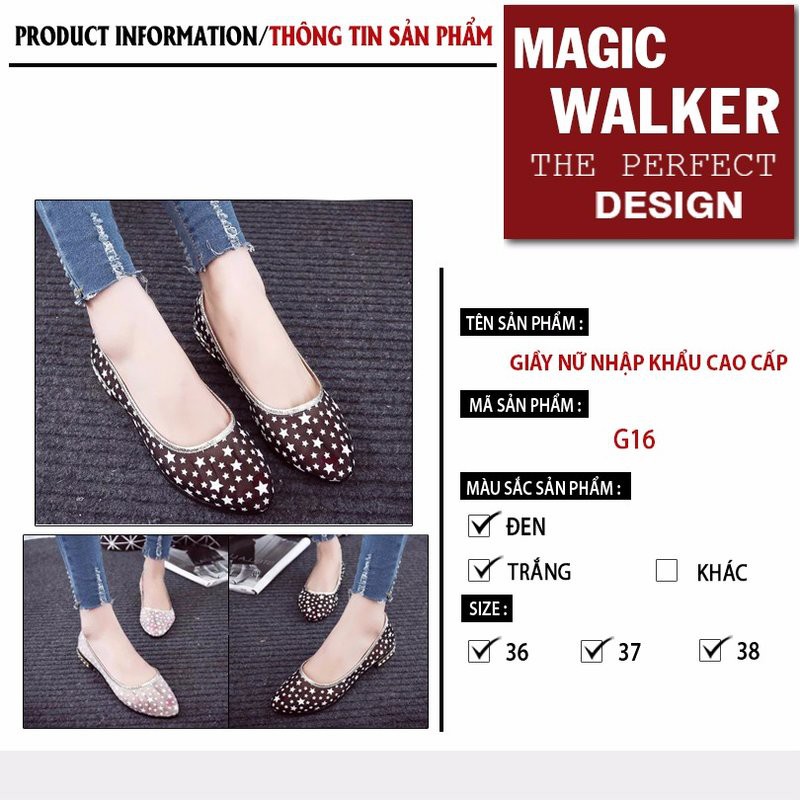 PRODUCT INFORMATION/THÔNG TIN SẢN PHẨM
MAGIC
WALKER
THE PERFECT
DESIGN
TÊN SẢN PHẨM :
GIẦY NỮ NHẬP KHẨU CAO CẤP
MÃ SẢN PHẨM :
G16
MÀU SẮC SẢN PHẨM :
ĐEN
TRẮNG KHÁC
SIZE :
36 37 38